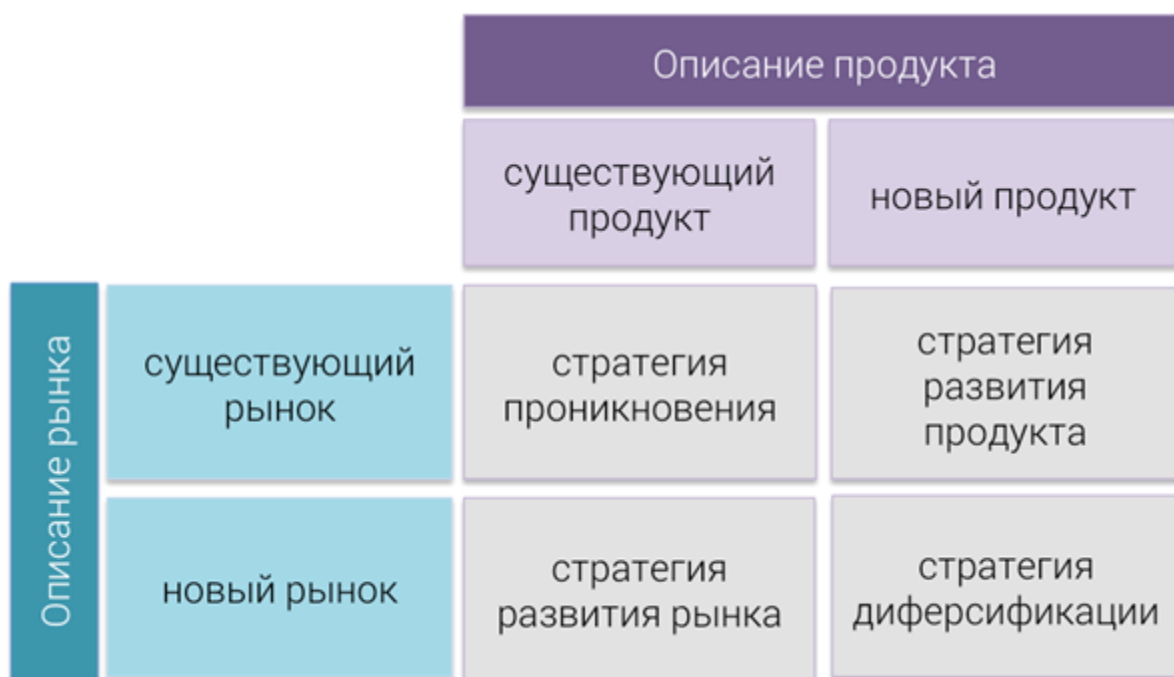 Описание продукта
существующий
продукт
новый продукт
Описание рынка
существующий
рынок
стратегия
проникновения
стратегия
развития
продукта
новый рынок
стратегия
развития рынка
стратегия
диферсификации